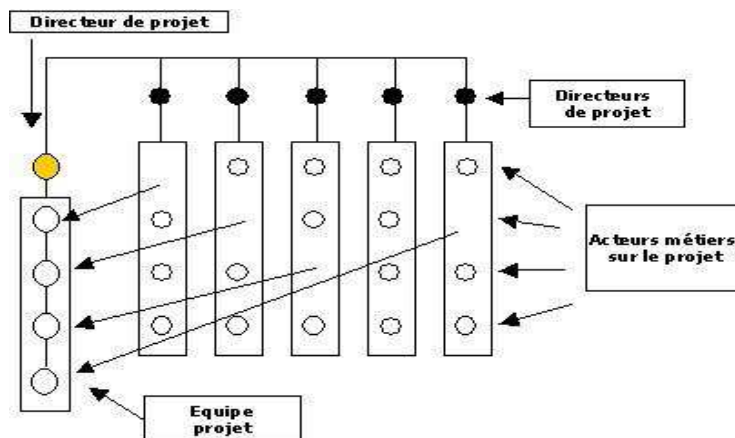 Directeur de projet
Directeurs
de projet
Acteurs métiers
sur le projet
Equipe
projet